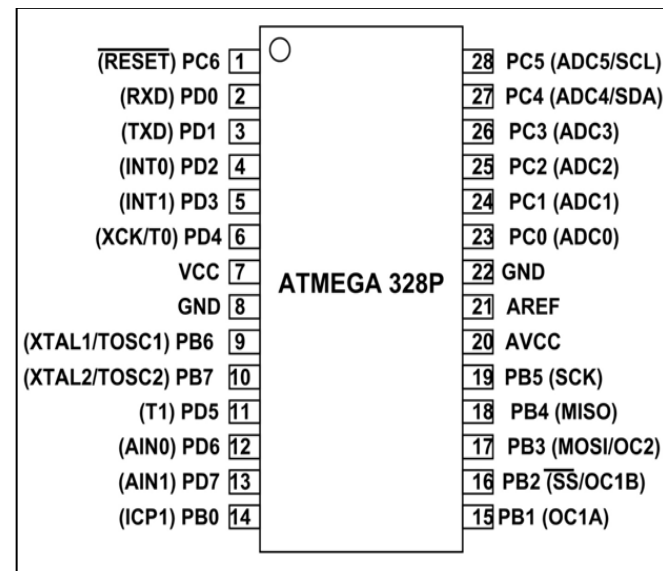 (RESET) PC6 1
(RXD) PD0 2
(TXD) PD1 3
(INT0) PD2 4
(INT1) PD3 5
(XCK/T0) PD4 6
VCC 7
GND 8
(XTAL1/TOSC1) PB6 9
(XTAL2/TOSC2) PB7 10
(T1) PD5 11
(AIN0) PD6 12
(AIN1) PD7 13
(ICP1) PB0 14
ATMEGA 328P
28 PC5 (ADC5/SCL)
27 PC4 (ADC4/SDA)
26 PC3 (ADC3)
25 PC2 (ADC2)
24 PC1 (ADC1)
23 PC0 (ADC0)
22 GND
21 AREF
20 AVCC
19 PB5 (SCK)
18 PB4 (MISO)
17 PB3 (MOSI/OC2)
16 PB2 (SS/OC1B)
15 PB1 (OC1A)